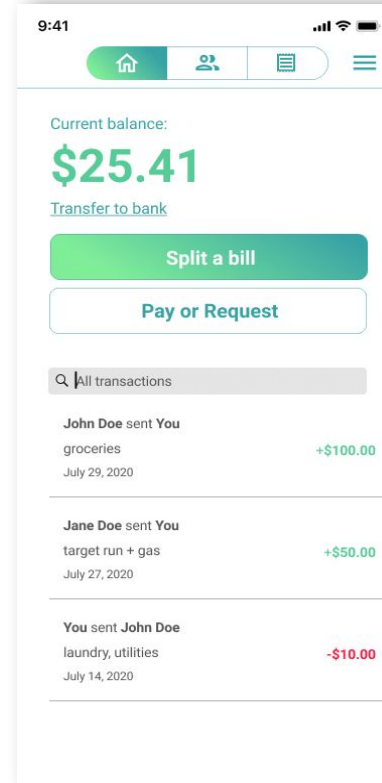 9:41
Current balance:
$25.41
Transfer to bank
Split a bill
Pay or Request
All transactions
John Doe sent You
groceries +$100.00
July 29, 2020
Jane Doe sent You
target run + gas +$50.00
July 27, 2020
You sent John Doe
laundry, utilities -$10.00
July 14, 2020